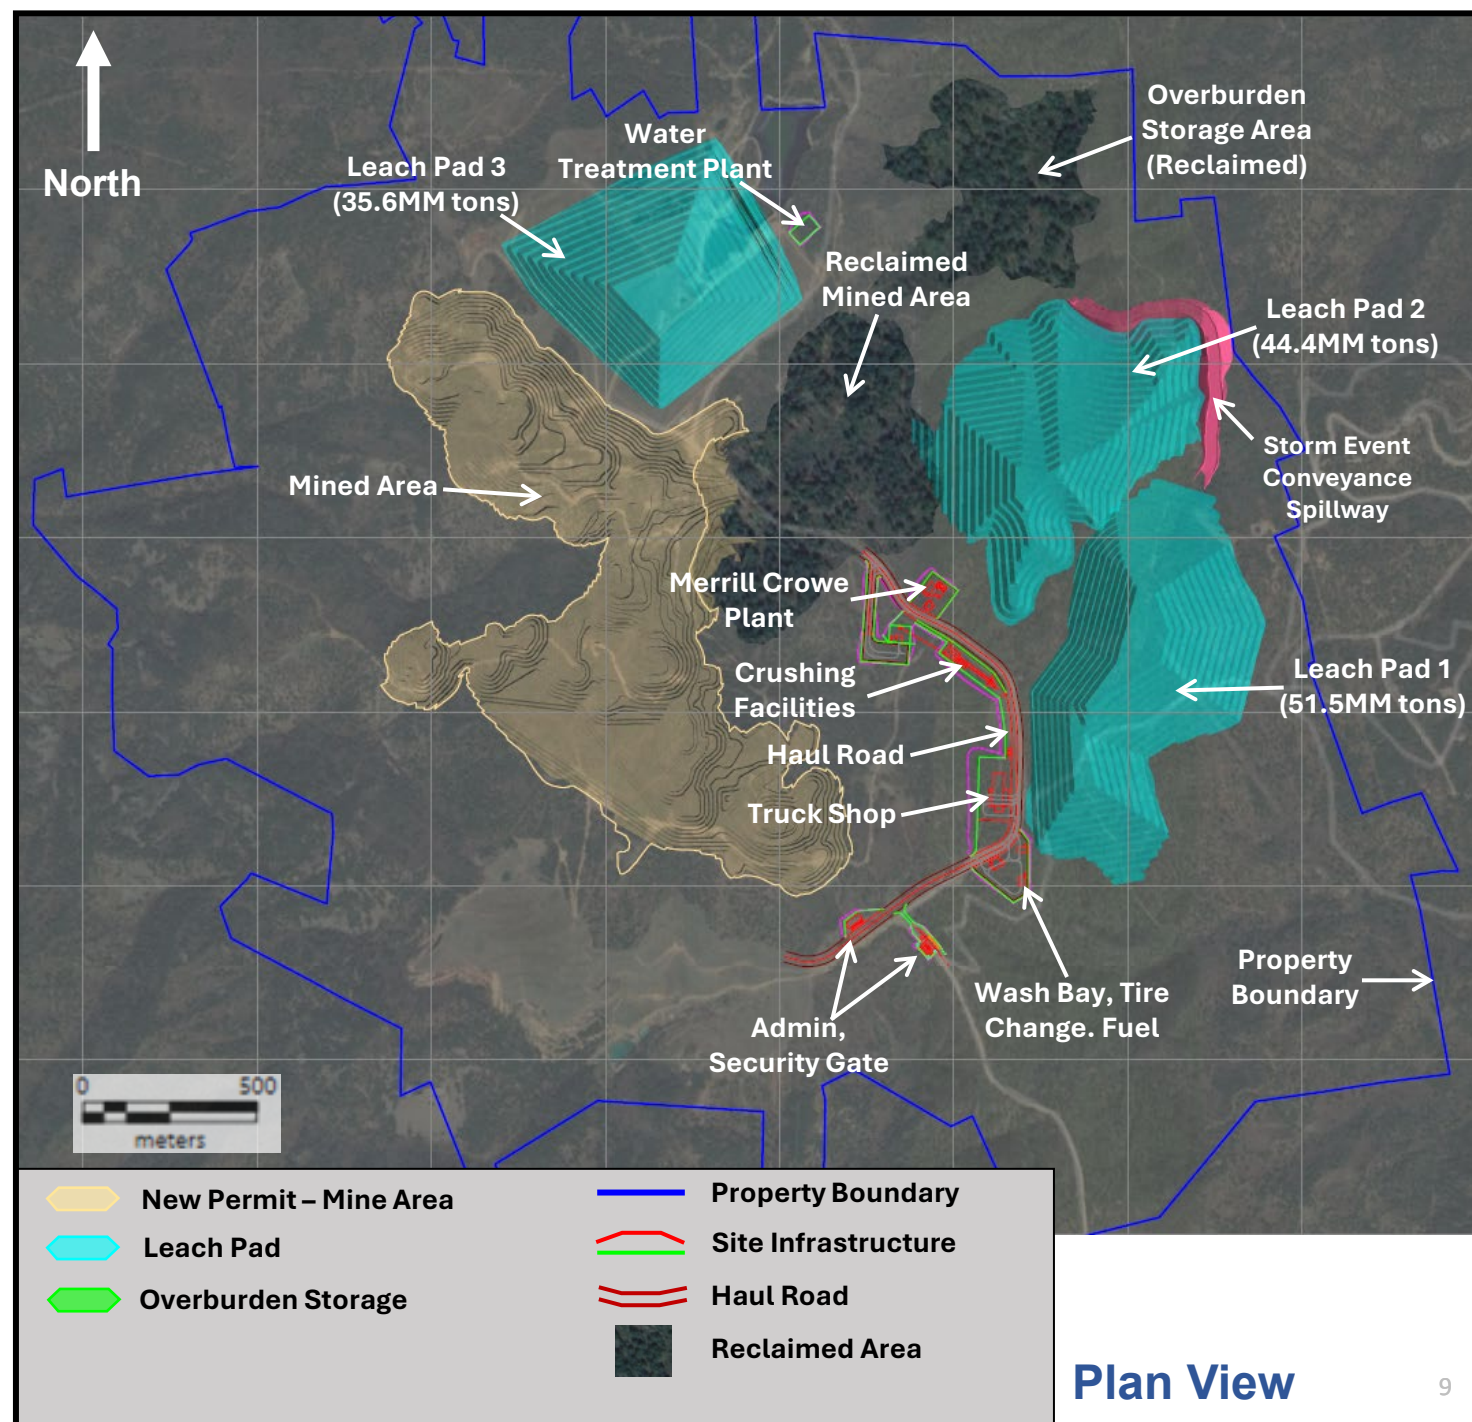 North
Leach Pad 3
(35.6MM tons)
Water
Treatment Plant
Overburden
Storage Area
(Reclaimed)
Reclaimed
Mined Area
Leach Pad 2
(44.4MM tons)
Storm Event
Conveyance
Spillway
Mined Area
Merrill Crowe
Plant
Crushing
Facilities
Leach Pad 1
(51.5MM tons)
Haul Road
Truck Shop
Wash Bay, Tire
Change. Fuel
Admin,
Security Gate
Property
Boundary
0 500
meters
New Permit – Mine Area
Leach Pad
Overburden Storage
Property Boundary
Site Infrastructure
Haul Road
Reclaimed Area
Plan View
9